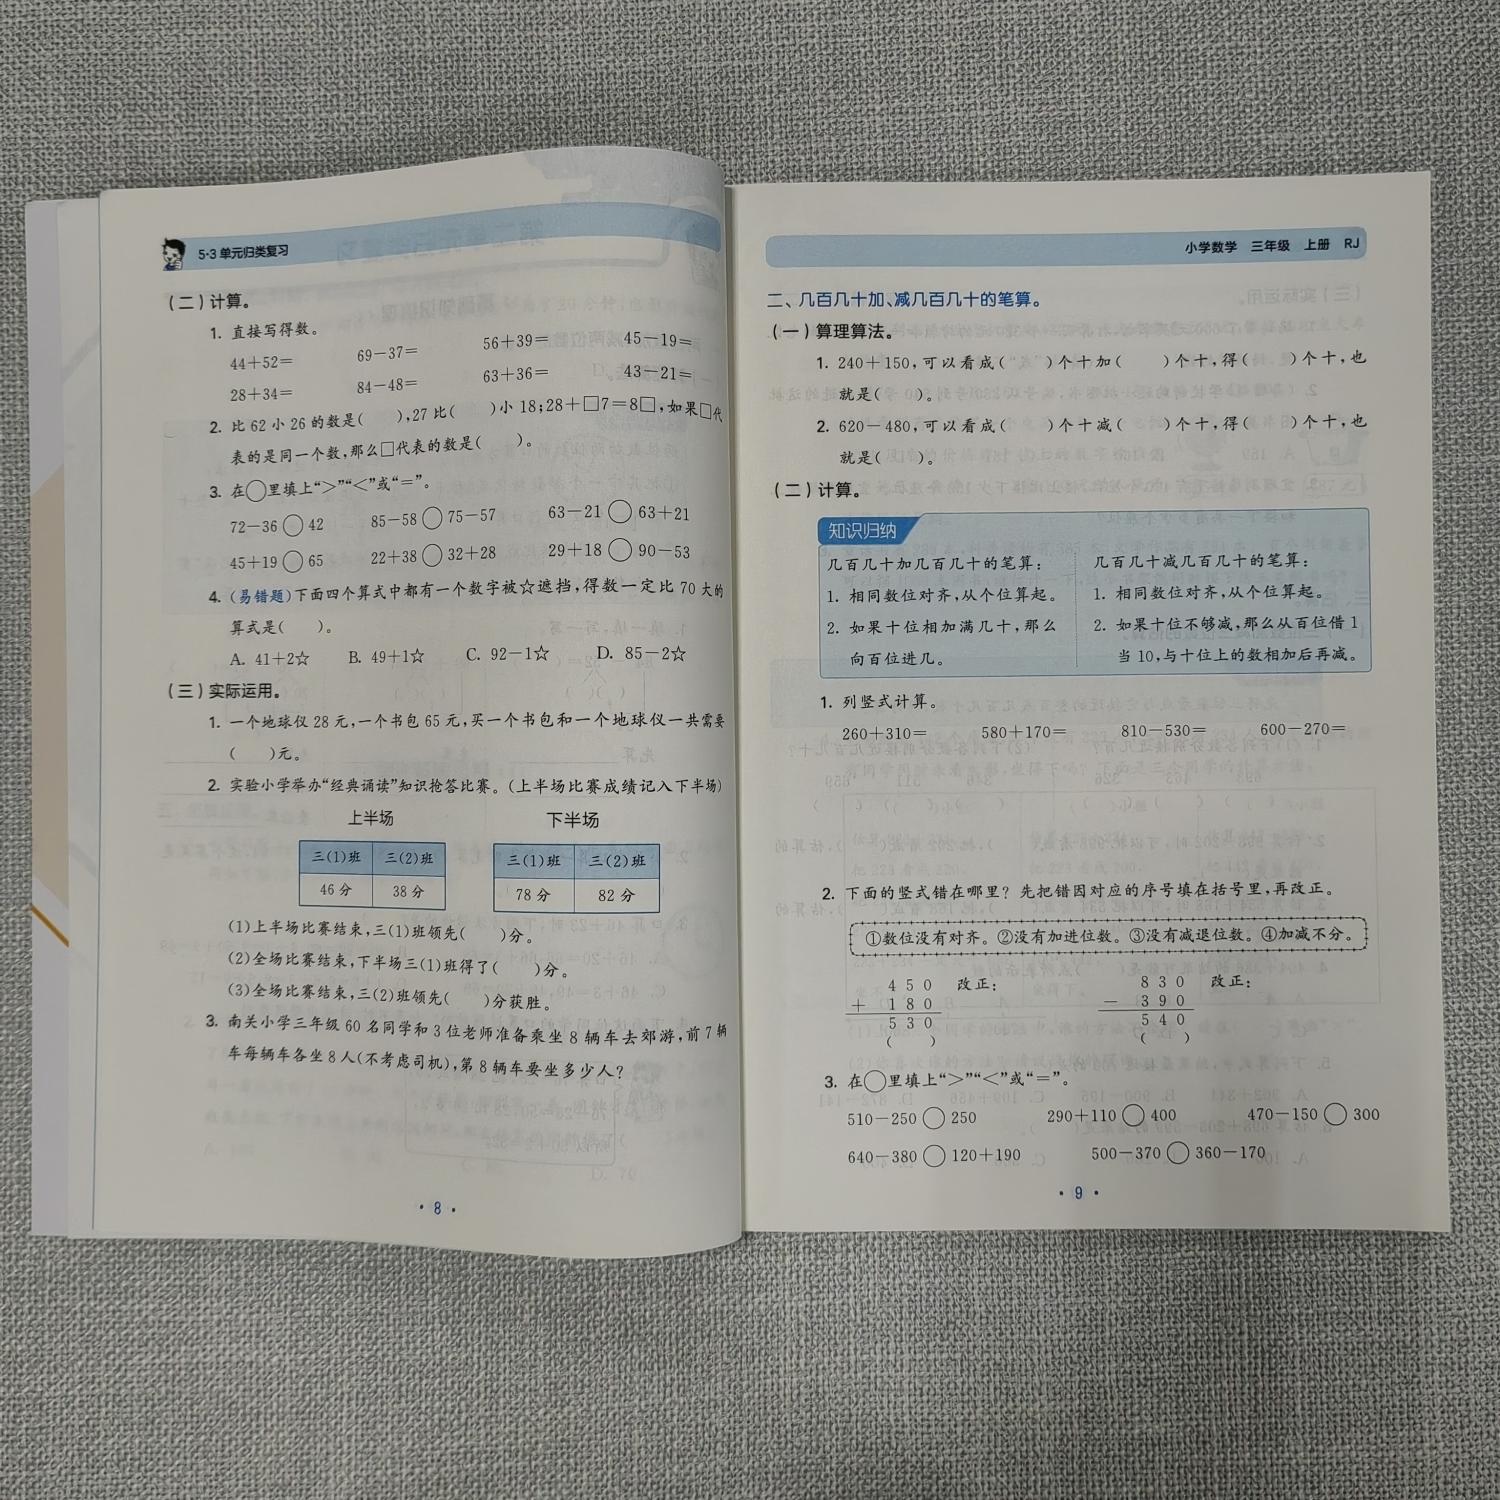 5·3 单元归类复习
(二)计算。
1. 直接写得数。
44+52= 69-37= 56+39= 45-19=
28+34= 84-48= 63+36= 43-21=
2. 比62小26的数是(　　),27比(　　)小18;28+□7=8□,如果□代
表的是同一个数,那么□代表的数是(　　)。
3. 在○里填上“>”“<”或“=”。
72-36○42 85-58○75-57 63-21○63+21
45+19○65 22+38○32+28 29+18○90-53
4. (易错题)下面四个算式中都有一个数字被☆遮挡,得数一定比70大的
算式是(　　)。
A. 41+2☆ B. 49+1☆ C. 92-1☆ D. 85-2☆
(三)实际运用。
1. 一个地球仪28元,一个书包65元,买一个书包和一个地球仪一共需要
(　　)元。
2. 实验小学举办“经典诵读”知识抢答比赛。(上半场比赛成绩记入下半场)
上半场 下半场
三(1)班 三(2)班 三(1)班 三(2)班
46分 38分 78分 82分
(1)上半场比赛结束,三(1)班领先(　　)分。
(2)全场比赛结束,下半场三(1)班得了(　　)分。
(3)全场比赛结束,三(2)班领先(　　)分获胜。
3. 南关小学三年级60名同学和3位老师准备乘坐8辆车去郊游,前7辆
车每辆车各坐8人(不考虑司机),第8辆车要坐多少人?
· 8 ·
小学数学 三年级 上册 RJ
二、几百几十加、减几百几十的笔算。
(一)算理算法。
1. 240+150,可以看成(　　)个十加(　　)个十,得(　　)个十,也
就是(　　)。
2. 620-480,可以看成(　　)个十减(　　)个十,得(　　)个十,也
就是(　　)。
(二)计算。
知识归纳
几百几十加几百几十的笔算:
1. 相同数位对齐,从个位算起。
2. 如果十位相加满几十,那么
向百位进几。
几百几十减几百几十的笔算:
1. 相同数位对齐,从个位算起。
2. 如果十位不够减,那么从百位借1
当10,与十位上的数相加后再减。
1. 列竖式计算。
260+310= 580+170= 810-530= 600-270=
2. 下面的竖式错在哪里?先把错因对应的序号填在括号里,再改正。
①数位没有对齐。②没有加进位数。③没有减退位数。④加减不分。
4 5 0 改正: 8 3 0 改正:
+ 1 8 0 - 3 9 0
5 3 0 5 4 0
(　　) (　　)
3. 在○里填上“>”“<”或“=”。
510-250○250 290+110○400 470-150○300
640-380○120+190 500-370○360-170
· 9 ·